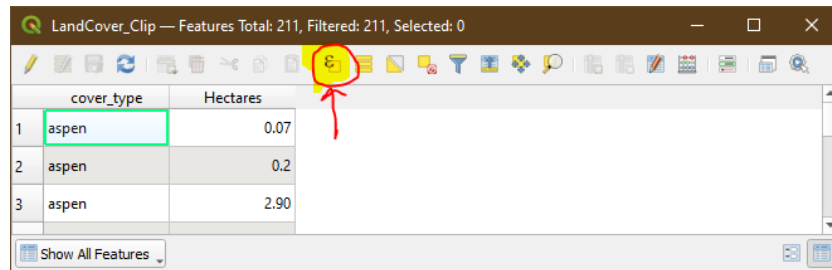 LandCover_Clip — Features Total: 211, Filtered: 211, Selected: 0
ε
cover_type Hectares
1 aspen 0.07
2 aspen 0.2
3 aspen 2.90
Show All Features